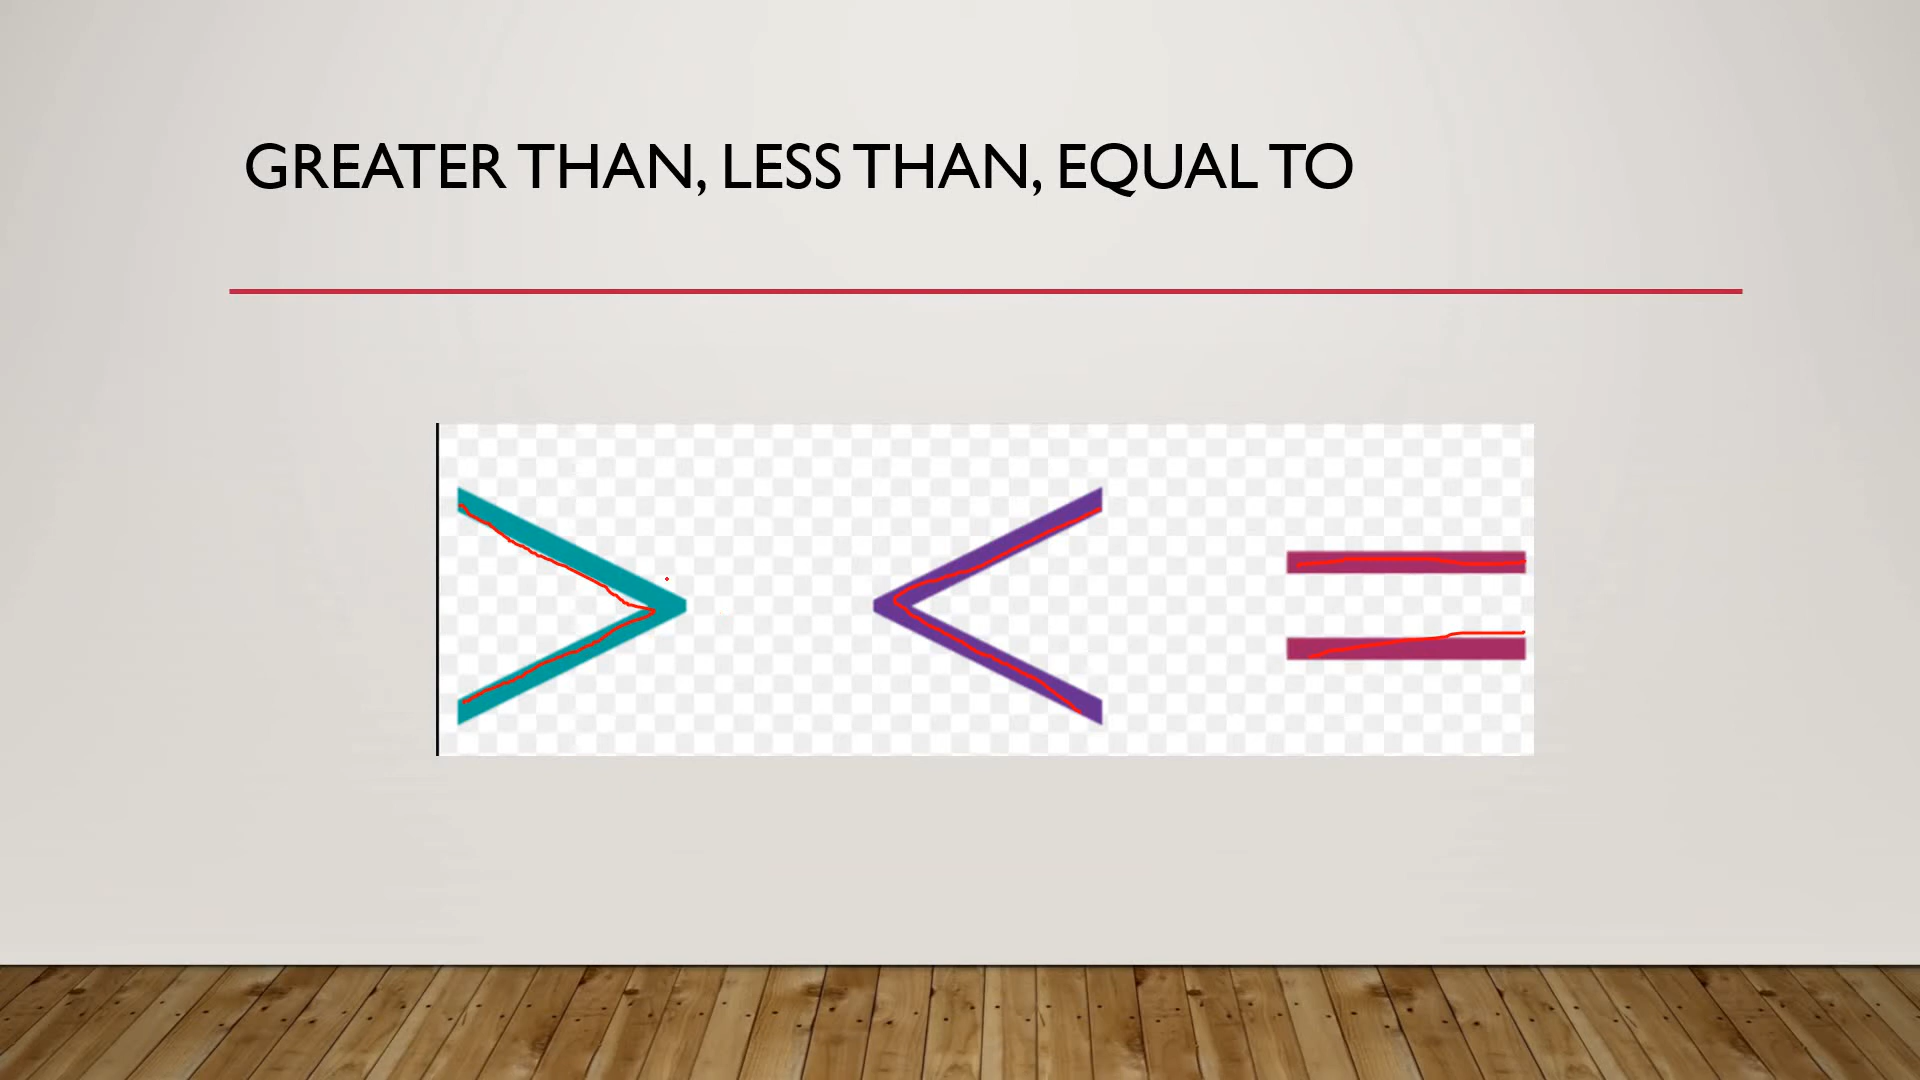 GREATER THAN, LESS THAN, EQUAL TO
> < =